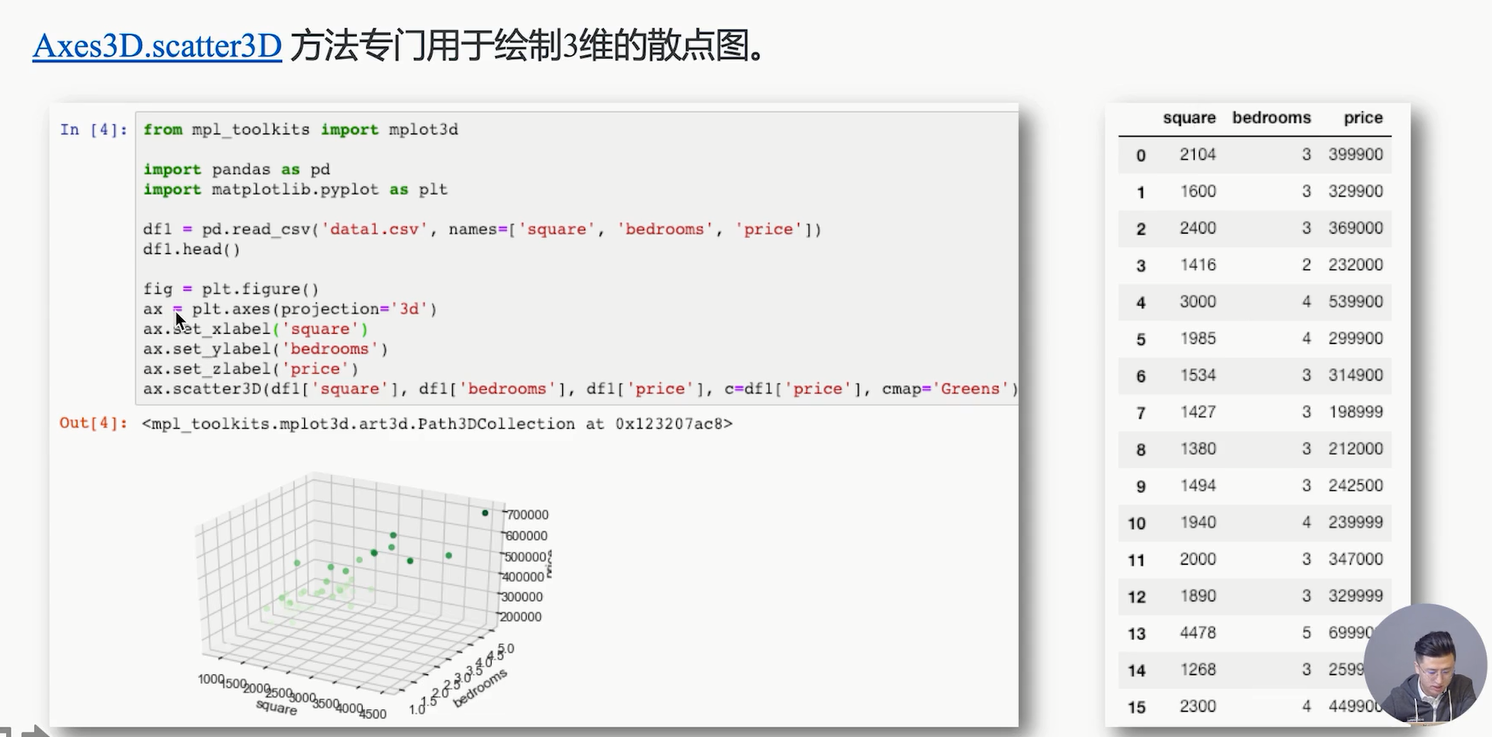 Axes3D.scatter3D 方法专门用于绘制3维的散点图。
In [4]: from mpl_toolkits import mplot3d
import pandas as pd
import matplotlib.pyplot as plt
df1 = pd.read_csv('data1.csv', names=['square', 'bedrooms', 'price'])
df1.head()
fig = plt.figure()
ax = plt.axes(projection='3d')
ax.set_xlabel('square')
ax.set_ylabel('bedrooms')
ax.set_zlabel('price')
ax.scatter3D(df1['square'], df1['bedrooms'], df1['price'], c=df1['price'], cmap='Greens')
Out[4]: <mpl_toolkits.mplot3d.art3d.Path3DCollection at 0x123207ac8>
700000
600000
500000
400000
300000
200000
1000 1500 2000 2500 3000 3500 4000 4500
square
1.0 1.5 2.0 2.5 3.0 3.5 4.0 4.5 5.0
bedrooms
square bedrooms price
0 2104 3 399900
1 1600 3 329900
2 2400 3 369000
3 1416 2 232000
4 3000 4 539900
5 1985 4 299900
6 1534 3 314900
7 1427 3 198999
8 1380 3 212000
9 1494 3 242500
10 1940 4 239999
11 2000 3 347000
12 1890 3 329999
13 4478 5
14 1268 3
15 2300 4